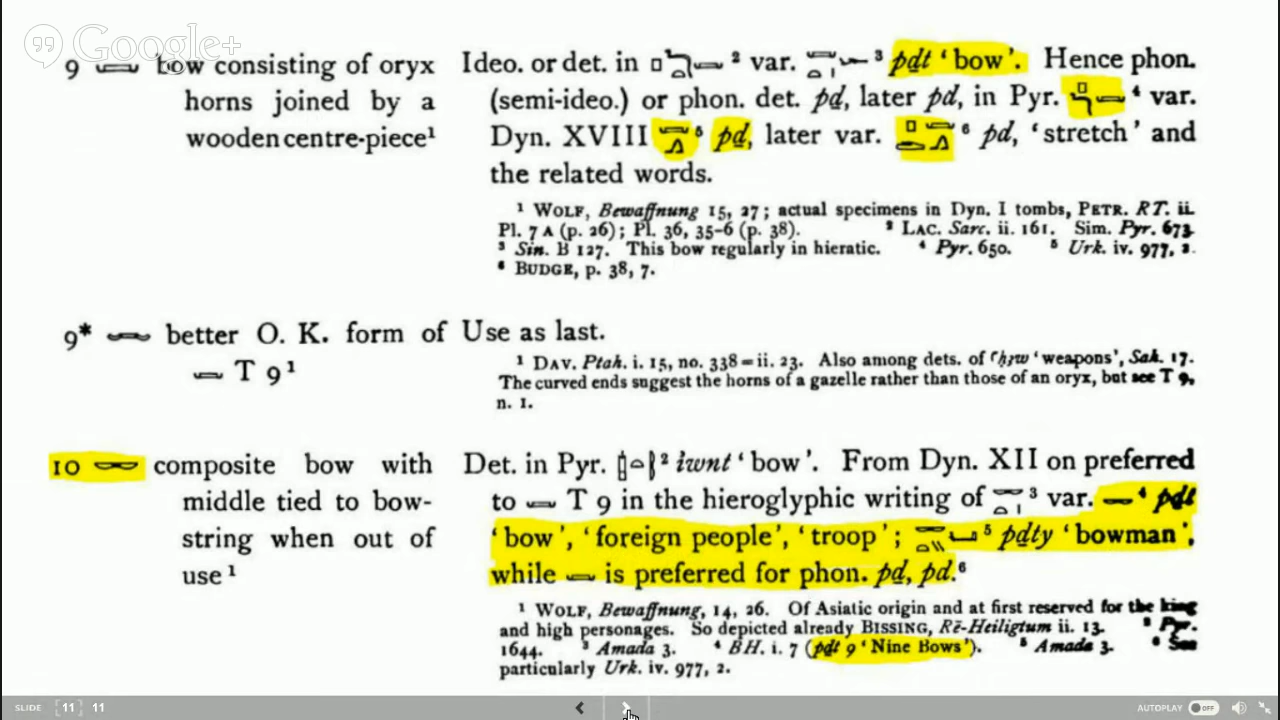 Google+
9 bow consisting of oryx
horns joined by a
wooden centre-piece¹
Ideo. or det. in ² var. ³ pḏt ‘bow’. Hence phon.
(semi-ideo.) or phon. det. pḏ, later pd, in Pyr. ⁴ var.
Dyn. XVIII ⁵ pḏ, later var. ⁶ pd, ‘stretch’ and
the related words.
¹ WOLF, Bewaffnung 15, 27; actual specimens in Dyn. I tombs, PETR. RT. ii.
Pl. 7 A (p. 26); Pl. 36, 35-6 (p. 38). ² LAC. Sarc. ii. 161. Sim. Pyr. 673.
³ Sin. B 127. This bow regularly in hieratic. ⁴ Pyr. 650. ⁵ Urk. iv. 977, 2.
⁶ BUDGE, p. 38, 7.
9* better O. K. form of
T 9¹
Use as last.
¹ DAV. Ptah. i. 15, no. 338=ii. 23. Also among dets. of ꜥḥꜣw ‘weapons’, Sah. 17.
The curved ends suggest the horns of a gazelle rather than those of an oryx, but see T 9,
n. 1.
10 composite bow with
middle tied to bow-
string when out of
use¹
Det. in Pyr. ² iwnt ‘bow’. From Dyn. XII on preferred
to T 9 in the hieroglyphic writing of ³ var. ⁴ pḏt
‘bow’, ‘foreign people’, ‘troop’; ⁵ pḏty ‘bowman’,
while is preferred for phon. pḏ, pd.⁶
¹ WOLF, Bewaffnung, 14, 26. Of Asiatic origin and at first reserved for the king
and high personages. So depicted already BISSING, Rē-Heiligtum ii. 13. ² Pyr.
1644. ³ Amada 3. ⁴ BH. i. 7 (pḏt 9 ‘Nine Bows’). ⁵ Amada 3. ⁶ See
particularly Urk. iv. 977, 2.
SLIDE [11] 11
AUTOPLAY OFF